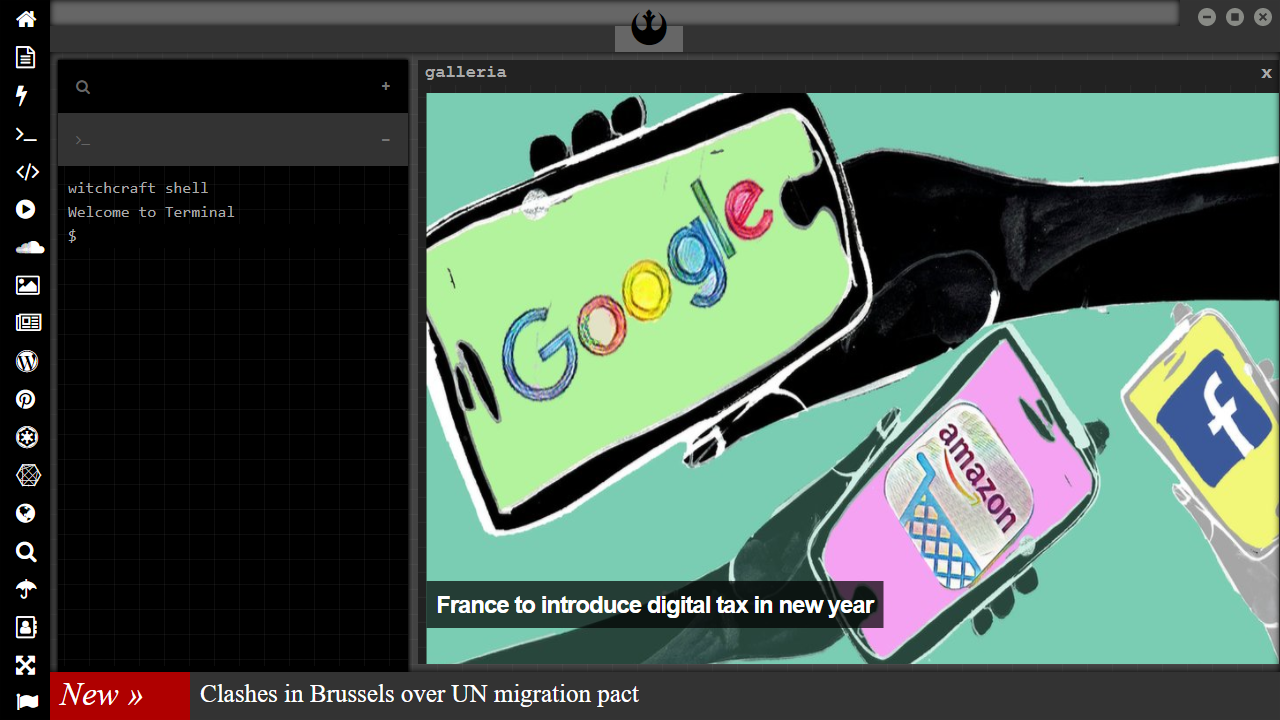 galleria
x
+
>_
−
witchcraft shell
Welcome to Terminal
$
Google
amazon
f
France to introduce digital tax in new year
New » Clashes in Brussels over UN migration pact